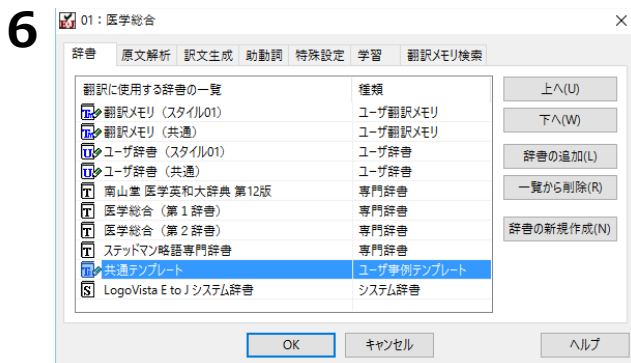 6
01：医学総合
辞書 原文解析 訳文生成 助動詞 特殊設定 学習 翻訳メモリ検索
翻訳に使用する辞書の一覧 種類
翻訳メモリ（スタイル01） ユーザ翻訳メモリ
翻訳メモリ（共通） ユーザ翻訳メモリ
ユーザ辞書（スタイル01） ユーザ辞書
ユーザ辞書（共通） ユーザ辞書
南山堂 医学英和大辞典 第12版 専門辞書
医学総合（第１辞書） 専門辞書
医学総合（第２辞書） 専門辞書
ステッドマン略語専門辞書 専門辞書
共通テンプレート ユーザ事例テンプレート
LogoVista E to J システム辞書 システム辞書
上へ(U)
下へ(W)
辞書の追加(L)
一覧から削除(R)
辞書の新規作成(N)
OK キャンセル ヘルプ